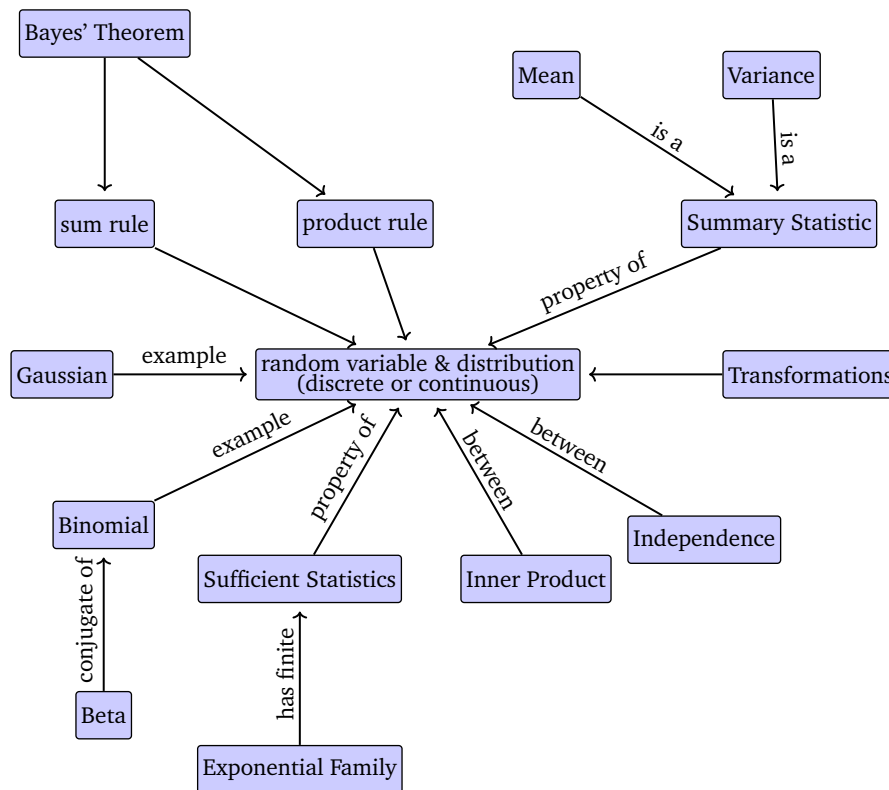 Bayes’ Theorem
Mean
Variance
is a
is a
sum rule
product rule
Summary Statistic
property of
Gaussian
example
random variable & distribution
(discrete or continuous)
Transformations
example
property of
between
between
Binomial
Independence
conjugate of
Sufficient Statistics
Inner Product
has finite
Beta
Exponential Family